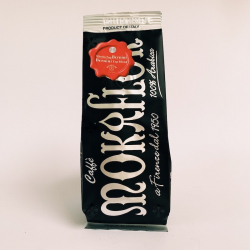 PRODUCT OF ITALY
Caffè
MOKAFLOR
100% Arabica
a Firenze dal 1950